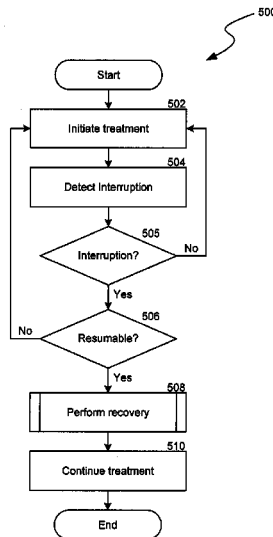 500
Start
502
Initiate treatment
504
Detect Interruption
505
Interruption?
No
Yes
506
No
Resumable?
Yes
508
Perform recovery
510
Continue treatment
End